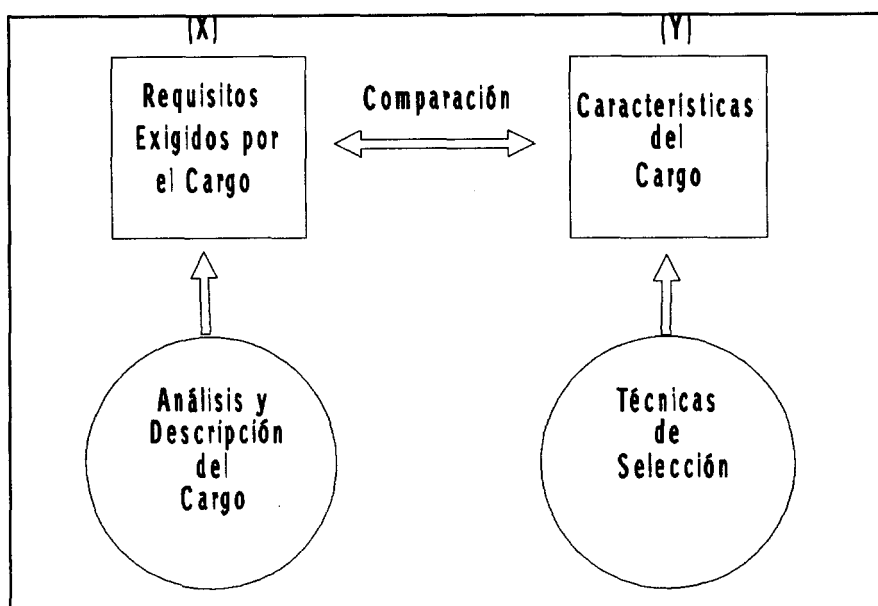 (X)
(Y)
Requisitos
Exigidos por
el Cargo
Comparación
Características
del
Cargo
Análisis y
Descripción
del
Cargo
Técnicas
de
Selección